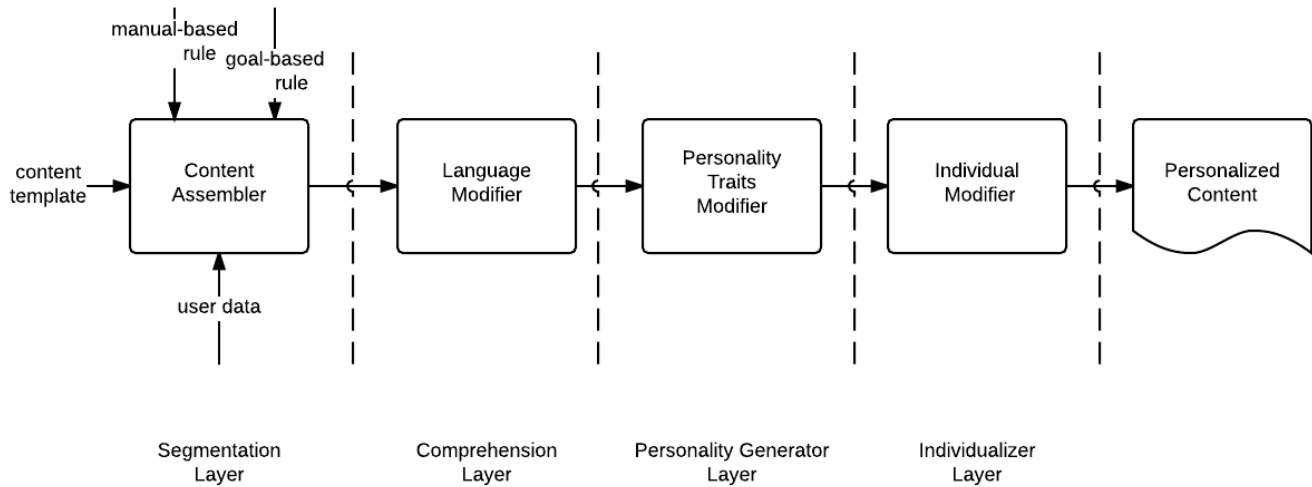 manual-based
rule
goal-based
rule
content
template
Content
Assembler
Language
Modifier
Personality
Traits
Modifier
Individual
Modifier
Personalized
Content
user data
Segmentation
Layer
Comprehension
Layer
Personality Generator
Layer
Individualizer
Layer